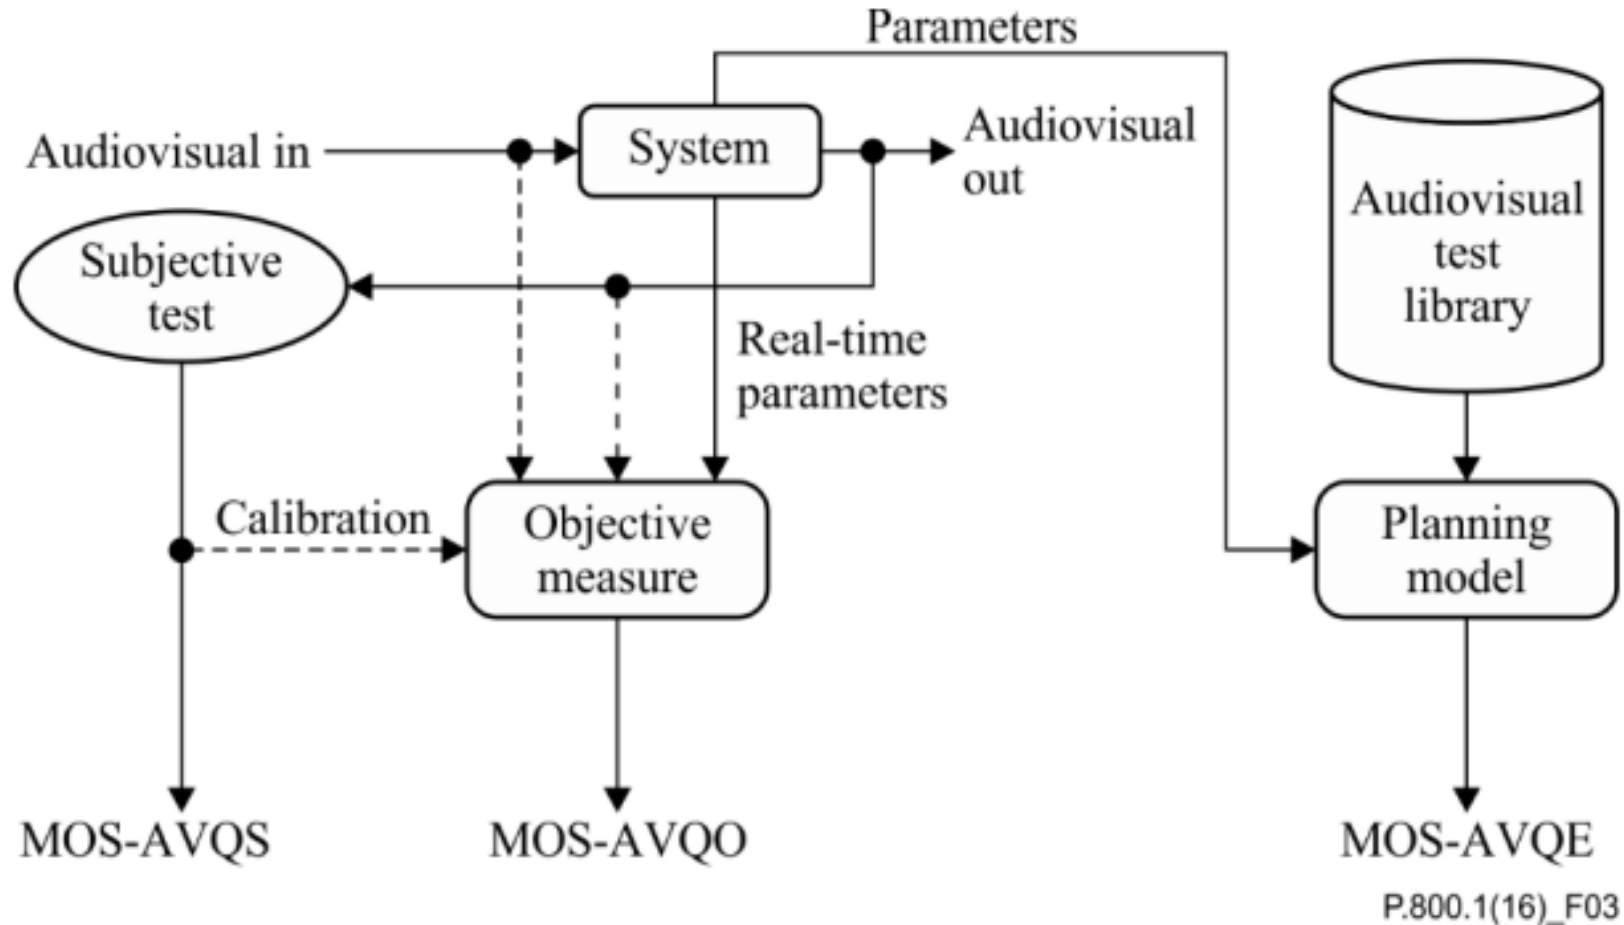 Parameters
Audiovisual in
System
Audiovisual
out
Subjective
test
Audiovisual
test
library
Real-time
parameters
Calibration
Objective
measure
Planning
model
MOS-AVQS
MOS-AVQO
MOS-AVQE
P.800.1(16)_F03